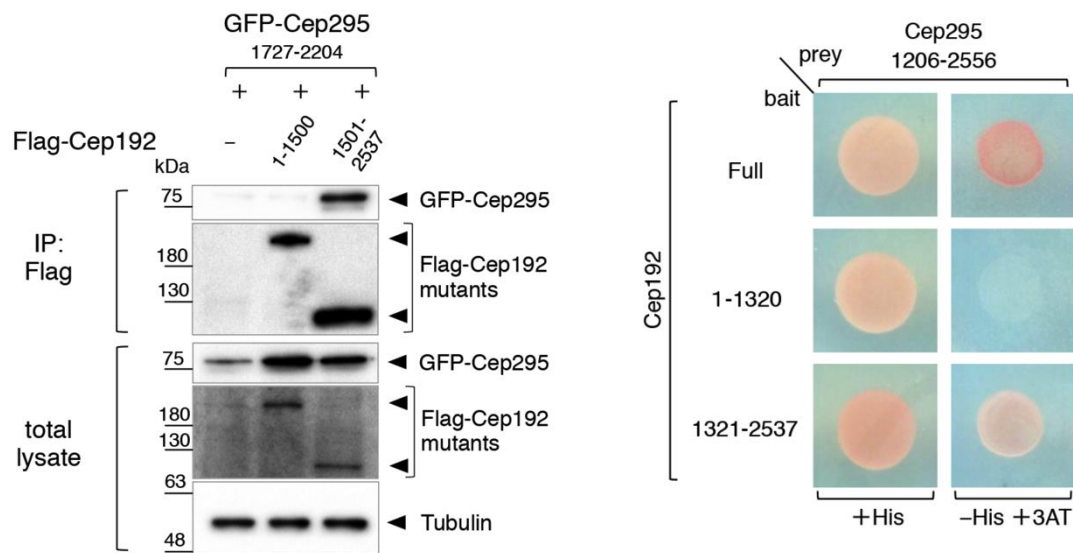 GFP-Cep295
1727-2204
+ + +
Flag-Cep192
– 1-1500 1501-2537
kDa
75
GFP-Cep295
IP:
Flag
180
130
Flag-Cep192
mutants
75
GFP-Cep295
total
lysate
180
130
Flag-Cep192
mutants
63
Tubulin
48
prey
Cep295
1206-2556
bait
Cep192
Full
1-1320
1321-2537
+His
–His +3AT